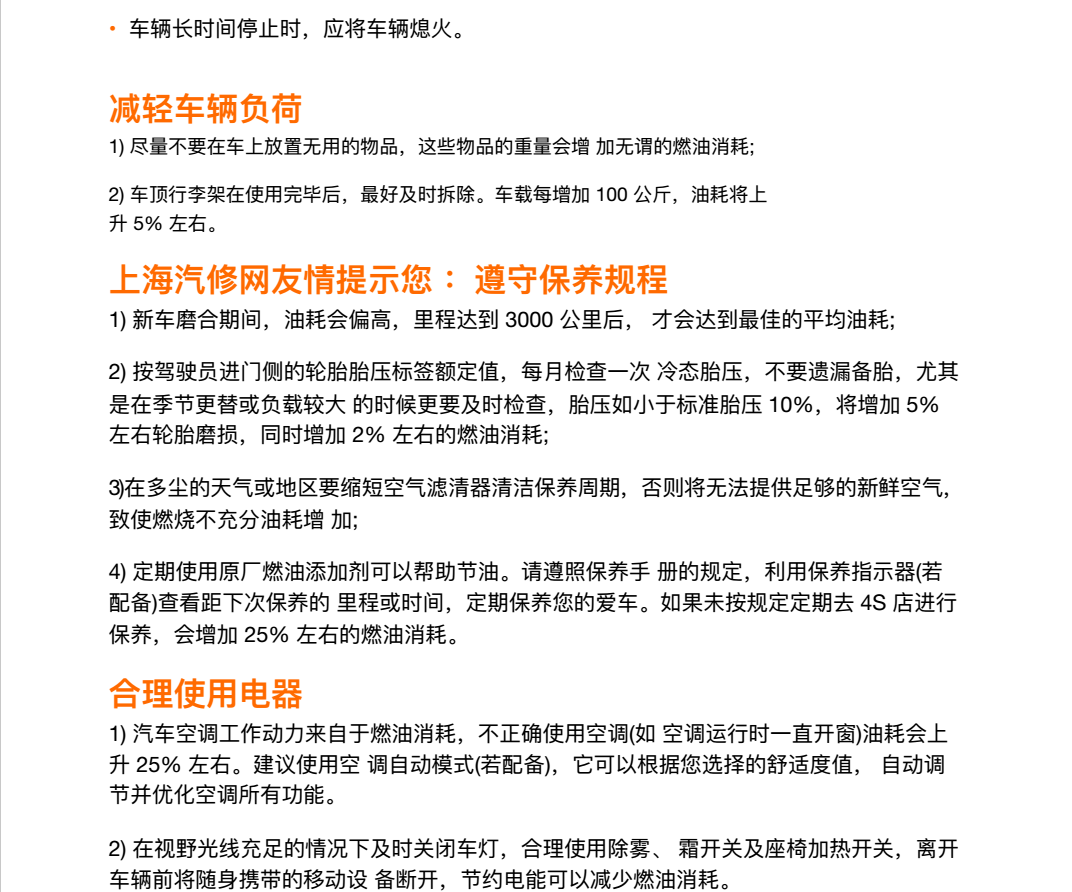 • 车辆长时间停止时，应将车辆熄火。
减轻车辆负荷
1) 尽量不要在车上放置无用的物品，这些物品的重量会增 加无谓的燃油消耗;
2) 车顶行李架在使用完毕后，最好及时拆除。车载每增加 100 公斤，油耗将上
升 5% 左右。
上海汽修网友情提示您 ： 遵守保养规程
1) 新车磨合期间，油耗会偏高，里程达到 3000 公里后， 才会达到最佳的平均油耗;
2) 按驾驶员进门侧的轮胎胎压标签额定值，每月检查一次 冷态胎压，不要遗漏备胎，尤其
是在季节更替或负载较大 的时候更要及时检查，胎压如小于标准胎压 10%，将增加 5%
左右轮胎磨损，同时增加 2% 左右的燃油消耗;
3)在多尘的天气或地区要缩短空气滤清器清洁保养周期，否则将无法提供足够的新鲜空气，
致使燃烧不充分油耗增 加;
4) 定期使用原厂燃油添加剂可以帮助节油。请遵照保养手 册的规定，利用保养指示器(若
配备)查看距下次保养的 里程或时间，定期保养您的爱车。如果未按规定定期去 4S 店进行
保养，会增加 25% 左右的燃油消耗。
合理使用电器
1) 汽车空调工作动力来自于燃油消耗，不正确使用空调(如 空调运行时一直开窗)油耗会上
升 25% 左右。建议使用空 调自动模式(若配备)，它可以根据您选择的舒适度值， 自动调
节并优化空调所有功能。
2) 在视野光线充足的情况下及时关闭车灯，合理使用除雾、 霜开关及座椅加热开关，离开
车辆前将随身携带的移动设 备断开，节约电能可以减少燃油消耗。